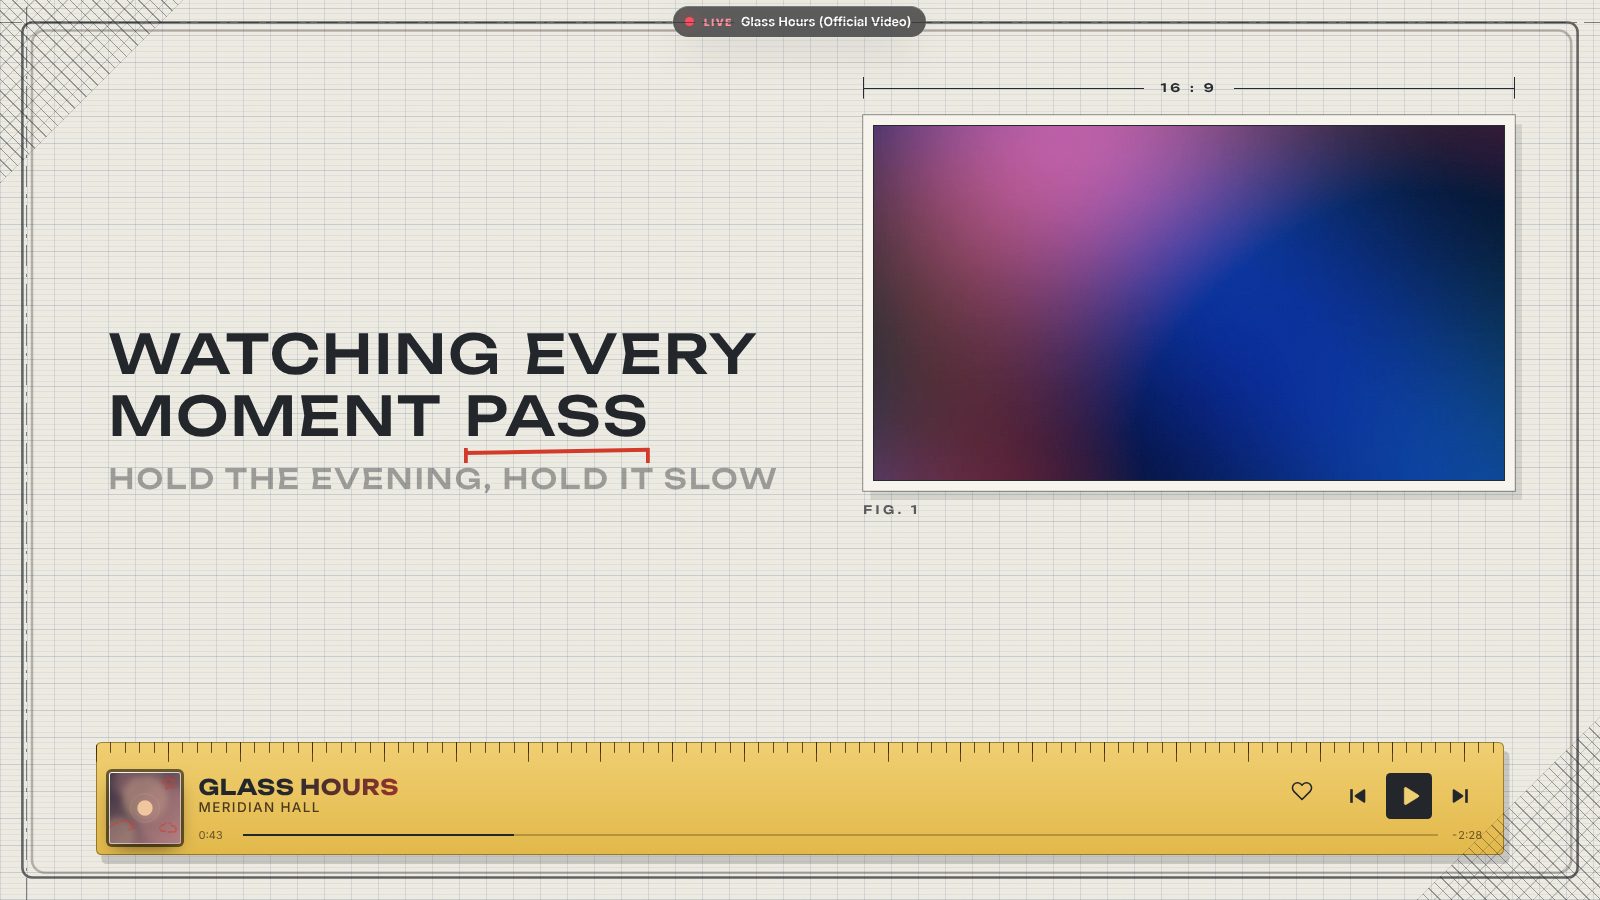 LIVE Glass Hours (Official Video)
16 : 9
WATCHING EVERY
MOMENT PASS
HOLD THE EVENING, HOLD IT SLOW
FIG. 1
GLASS HOURS
MERIDIAN HALL
0:43
-2:28